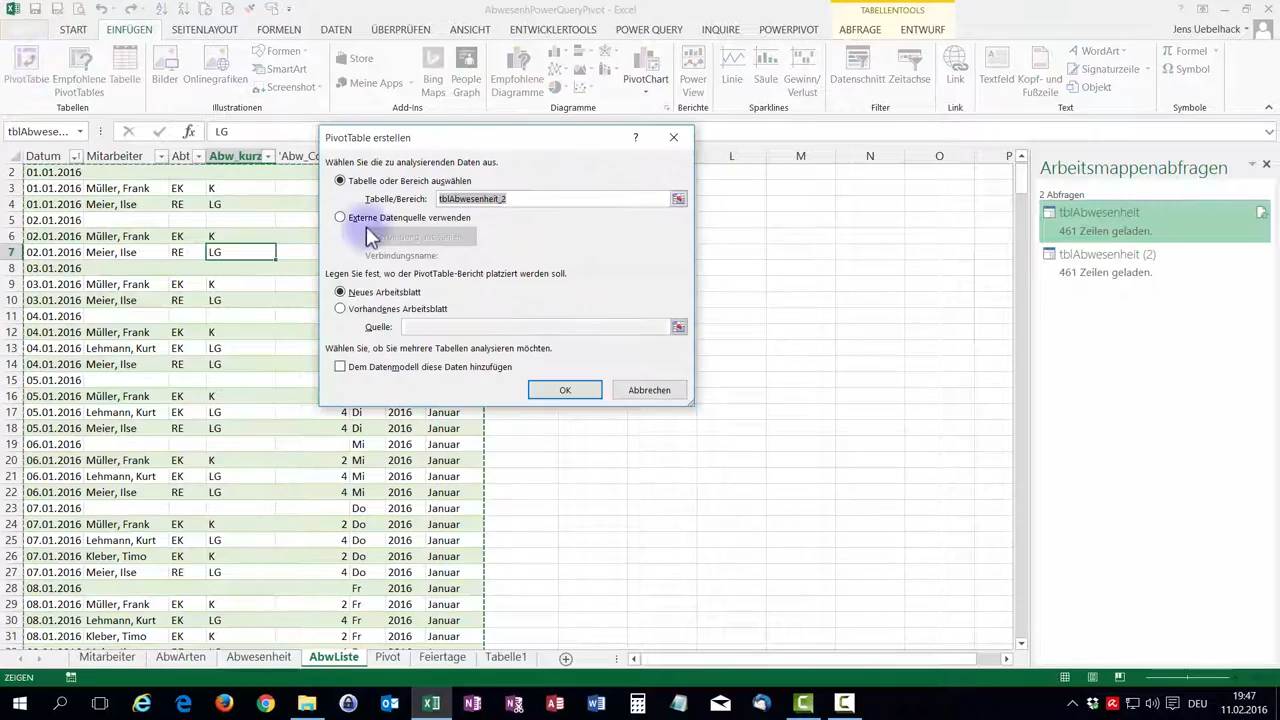 AbwesenhPowerQueryPivot - Excel
TABELLENTOOLS
START EINFÜGEN SEITENLAYOUT FORMELN DATEN ÜBERPRÜFEN ANSICHT ENTWICKLERTOOLS POWER QUERY INQUIRE POWERPIVOT ABFRAGE ENTWURF Jens Uebelhack
PivotTable
Empfohlene PivotTables
Tabelle
Bilder
Onlinegrafiken
Formen
SmartArt
Screenshot
Store
Meine Apps
Bing Maps
People Graph
Empfohlene Diagramme
PivotChart
Power View
Linie
Säule
Gewinn/ Verlust
Datenschnitt
Zeitachse
Link
Textfeld
Kopf- und Fußzeile
WordArt
Signaturzeile
Objekt
Formel
Symbol
Tabellen Illustrationen Add-Ins Diagramme Berichte Sparklines Filter Links Text Symbole
tblAbwese... fx LG
PivotTable erstellen ?
Wählen Sie die zu analysierenden Daten aus.
Tabelle oder Bereich auswählen
Tabelle/Bereich: tblAbwesenheit_2
Externe Datenquelle verwenden
Verbindungsname:
Legen Sie fest, wo der PivotTable-Bericht platziert werden soll.
Neues Arbeitsblatt
Vorhandenes Arbeitsblatt
Quelle:
Wählen Sie, ob Sie mehrere Tabellen analysieren möchten.
Dem Datenmodell diese Daten hinzufügen
OK Abbrechen
Datum Mitarbeiter Abt Abw_kurz 'Abw_Co L M N O P
2 01.01.2016
3 01.01.2016 Müller, Frank EK K
4 01.01.2016 Meier, Ilse RE LG
5 02.01.2016
6 02.01.2016 Müller, Frank EK K
7 02.01.2016 Meier, Ilse RE LG
8 03.01.2016
9 03.01.2016 Müller, Frank EK K
10 03.01.2016 Meier, Ilse RE LG
11 04.01.2016
12 04.01.2016 Müller, Frank EK K
13 04.01.2016 Lehmann, Kurt EK LG
14 04.01.2016 Meier, Ilse RE LG
15 05.01.2016
16 05.01.2016 Müller, Frank EK K
17 05.01.2016 Lehmann, Kurt EK LG 4 Di 2016 Januar
18 05.01.2016 Meier, Ilse RE LG 4 Di 2016 Januar
19 06.01.2016 Mi 2016 Januar
20 06.01.2016 Müller, Frank EK K 2 Mi 2016 Januar
21 06.01.2016 Lehmann, Kurt EK LG 4 Mi 2016 Januar
22 06.01.2016 Meier, Ilse RE LG 4 Mi 2016 Januar
23 07.01.2016 Do 2016 Januar
24 07.01.2016 Müller, Frank EK K 2 Do 2016 Januar
25 07.01.2016 Lehmann, Kurt EK LG 4 Do 2016 Januar
26 07.01.2016 Kleber, Timo EK K 2 Do 2016 Januar
27 07.01.2016 Meier, Ilse RE LG 4 Do 2016 Januar
28 08.01.2016 Fr 2016 Januar
29 08.01.2016 Müller, Frank EK K 2 Fr 2016 Januar
30 08.01.2016 Lehmann, Kurt EK LG 4 Fr 2016 Januar
31 08.01.2016 Kleber, Timo EK K 2 Fr 2016 Januar
Arbeitsmappenabfragen
2 Abfragen
tblAbwesenheit
461 Zeilen geladen.
tblAbwesenheit (2)
461 Zeilen geladen.
Mitarbeiter AbwArten Abwesenheit AbwListe Pivot Feiertage Tabelle1
ZEIGEN
DEU
19:47
11.02.2016